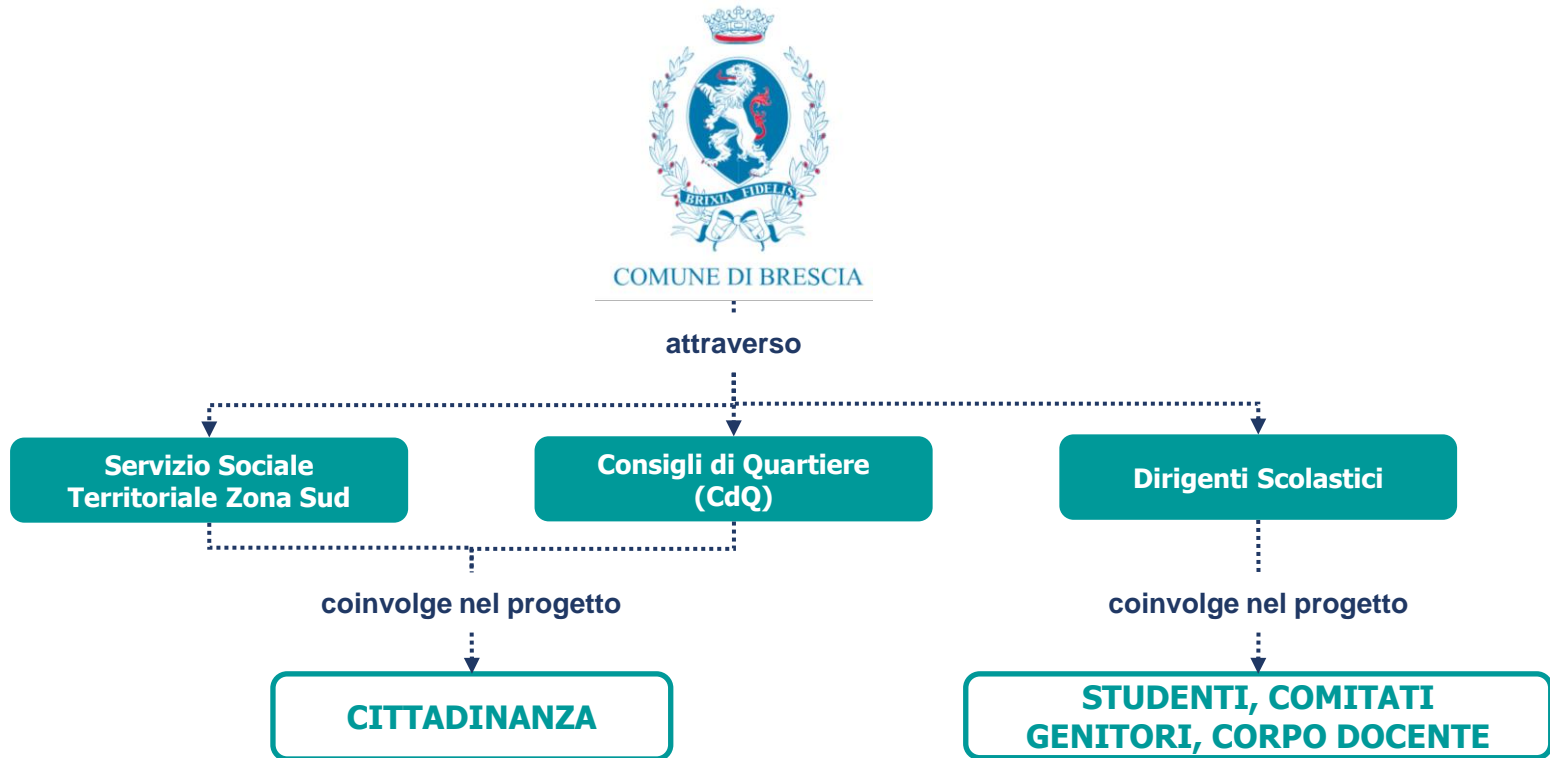 BRIXIA FIDELIS
COMUNE DI BRESCIA
attraverso
Servizio Sociale
Territoriale Zona Sud
Consigli di Quartiere
(CdQ)
Dirigenti Scolastici
coinvolge nel progetto
coinvolge nel progetto
CITTADINANZA
STUDENTI, COMITATI
GENITORI, CORPO DOCENTE